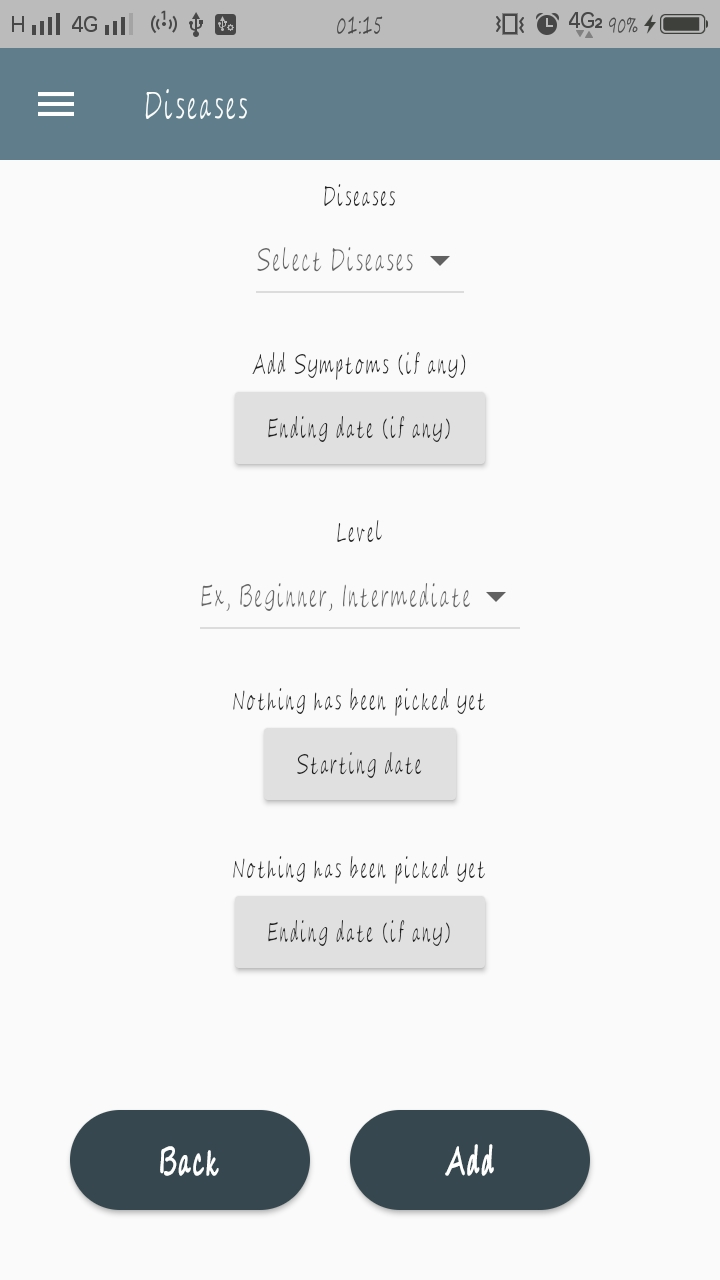 H 4G 01:15 4G2 90%
Diseases
Diseases
Select Diseases
Add Symptoms (if any)
Ending date (if any)
Level
Ex, Beginner, Intermediate
Nothing has been picked yet
Starting date
Nothing has been picked yet
Ending date (if any)
Back Add